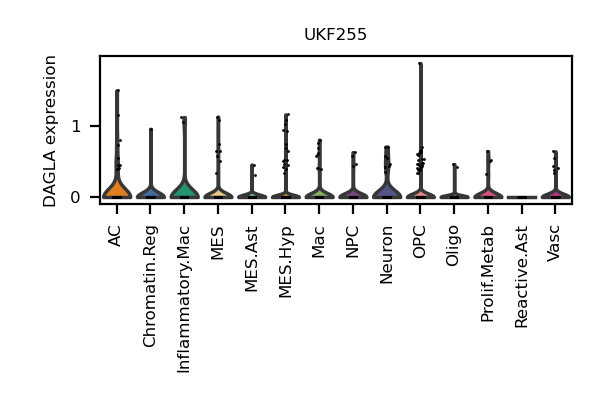 UKF255
DAGLA expression
1
0
AC
Chromatin.Reg
Inflammatory.Mac
MES
MES.Ast
MES.Hyp
Mac
NPC
Neuron
OPC
Oligo
Prolif.Metab
Reactive.Ast
Vasc